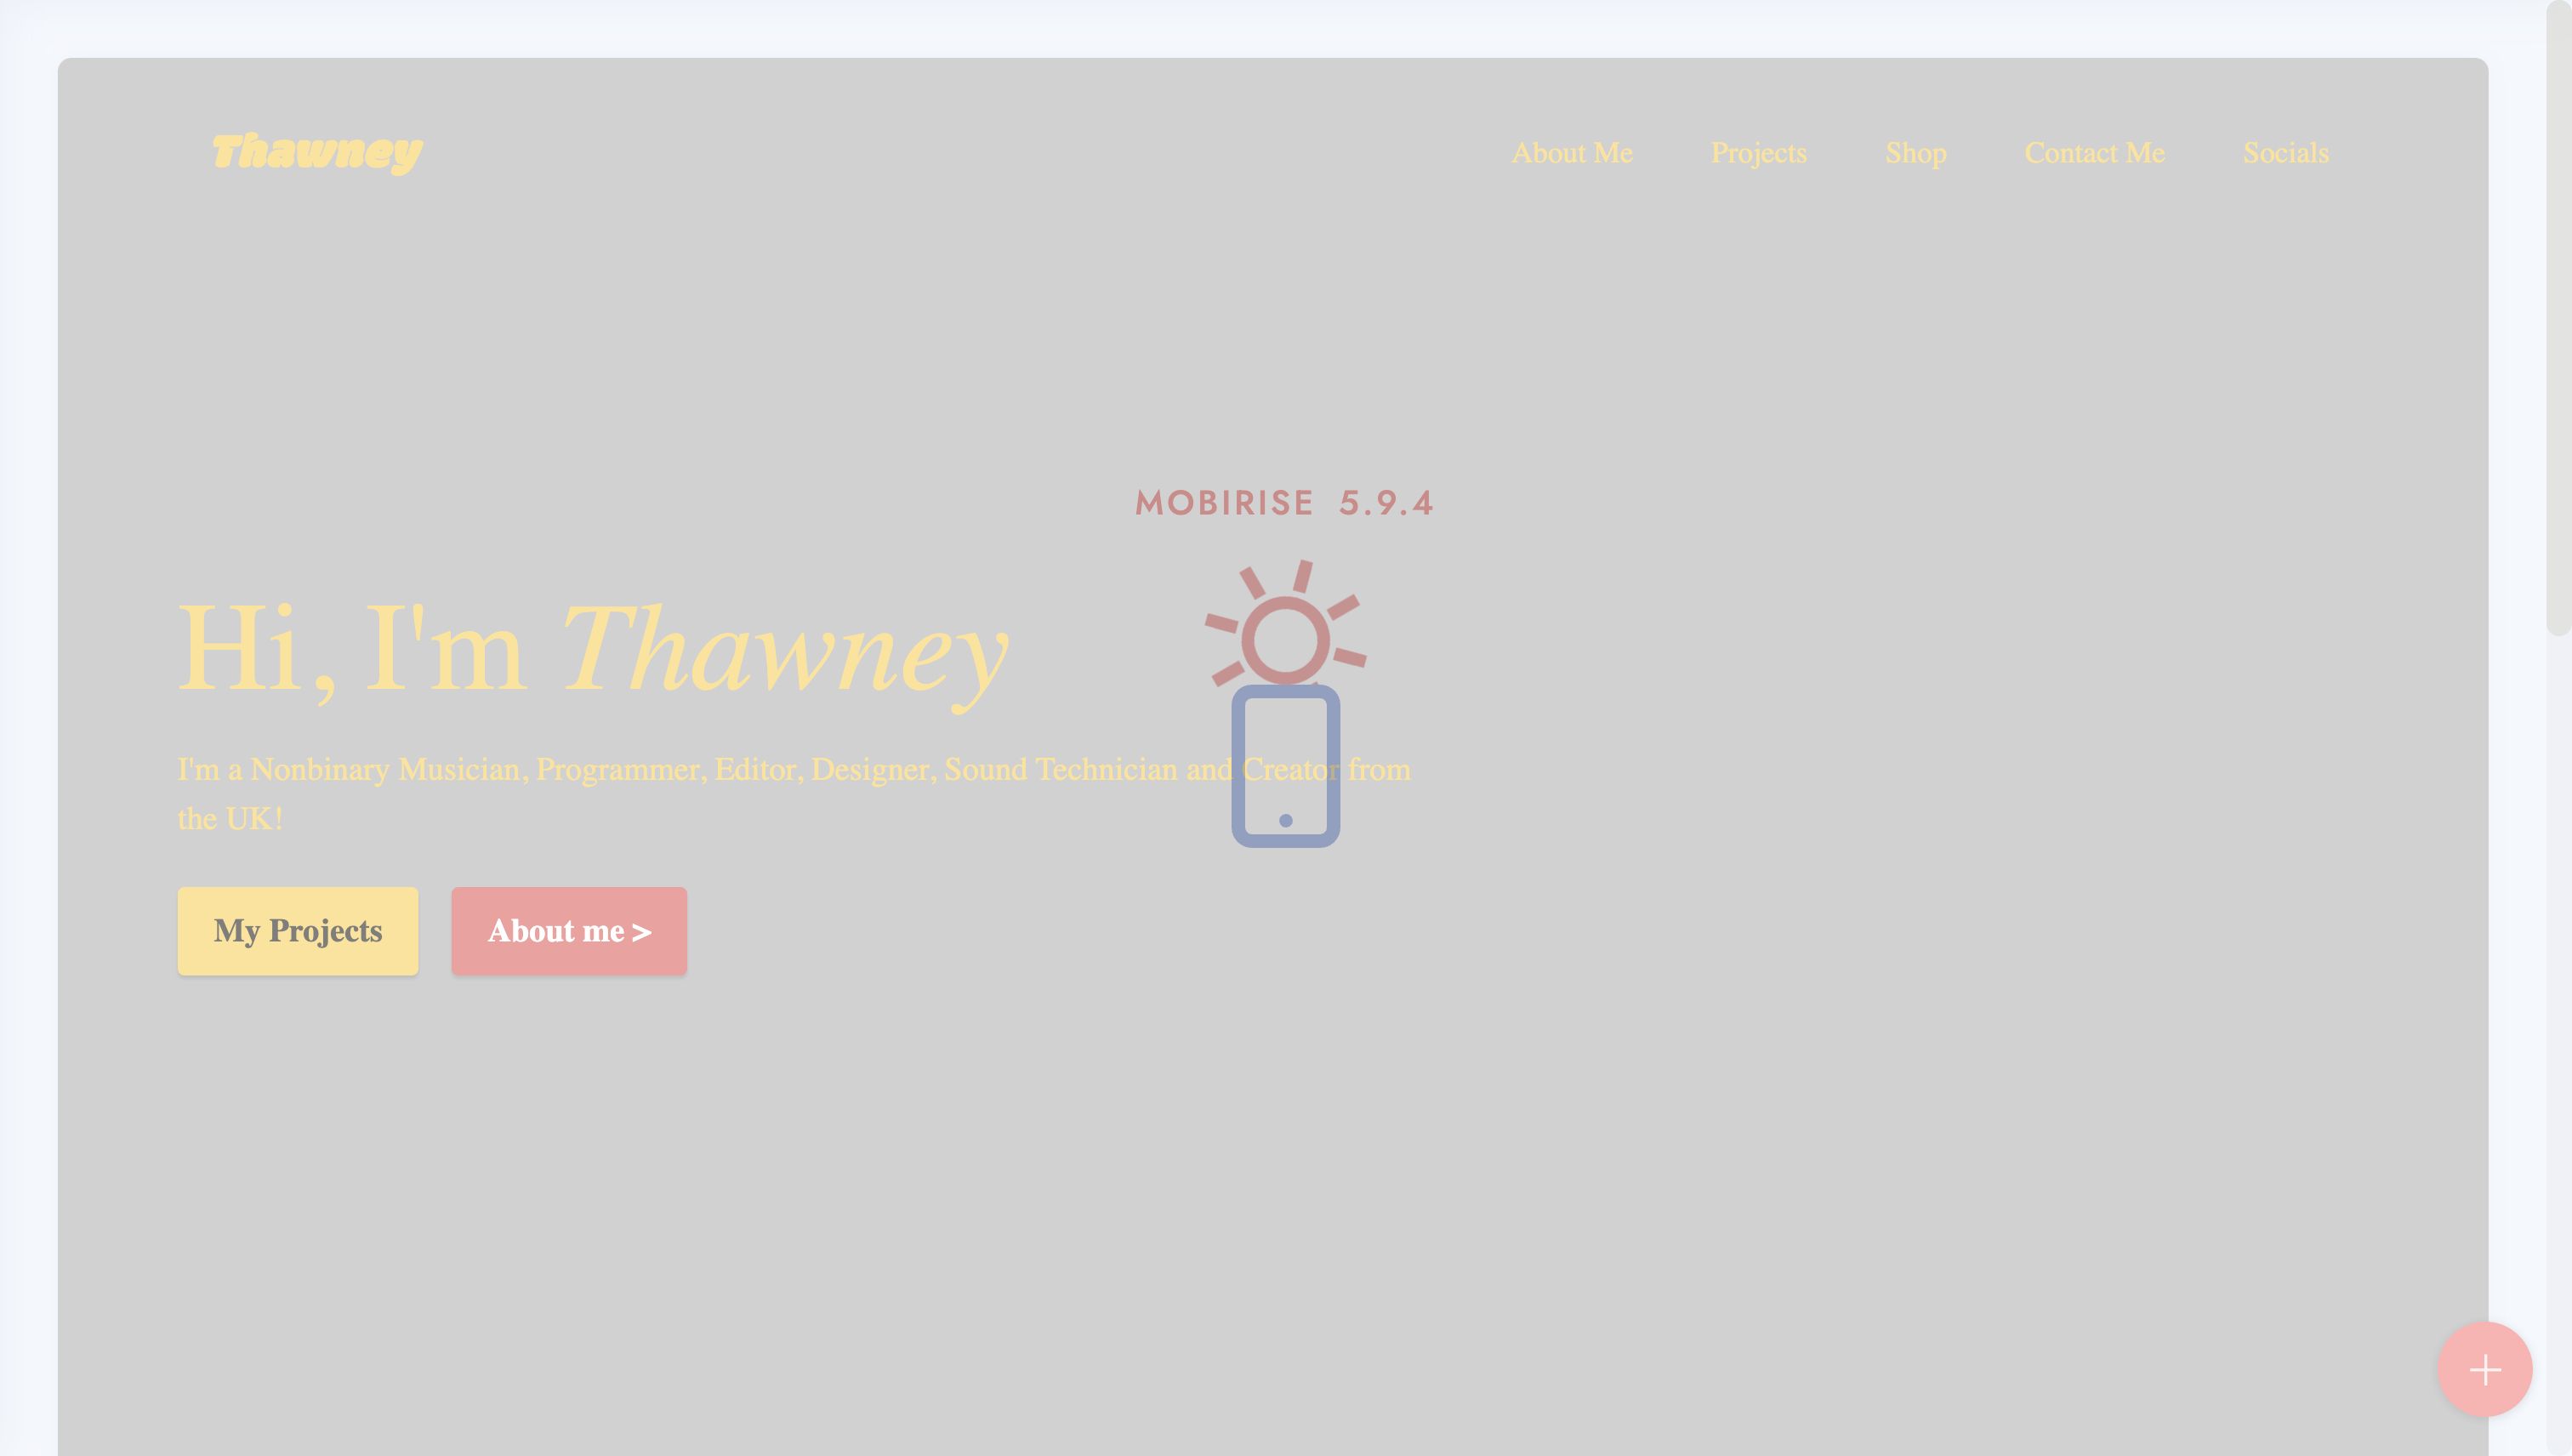 Thawney
About Me Projects Shop Contact Me Socials
MOBIRISE 5.9.4
Hi, I'm Thawney
I'm a Nonbinary Musician, Programmer, Editor, Designer, Sound Technician and Creator from
the UK!
My Projects About me >